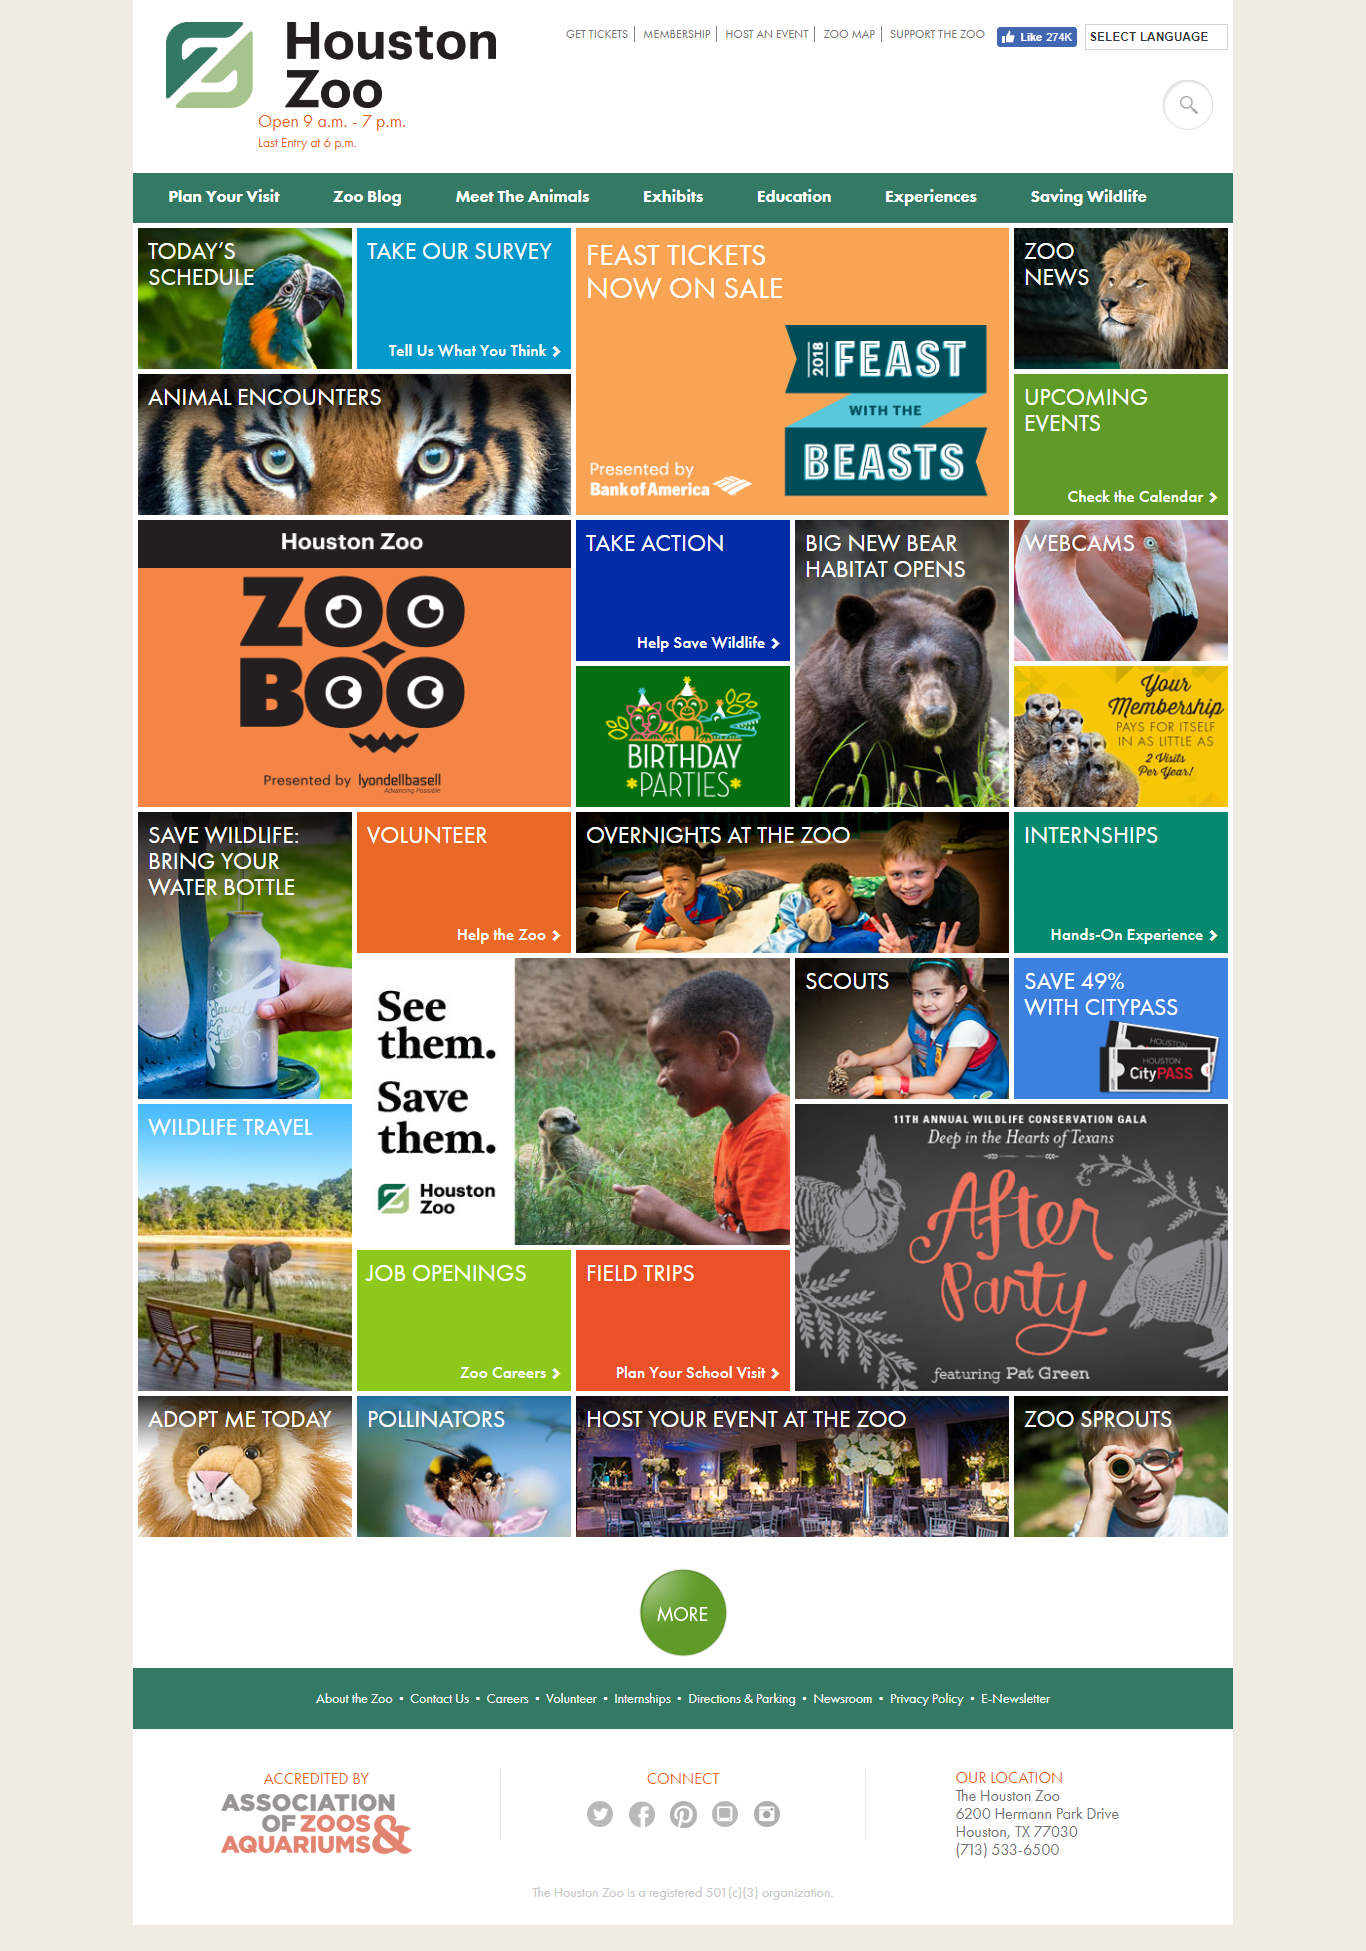 Houston
Zoo
Open 9 a.m. - 7 p.m.
Last Entry at 6 p.m.
GET TICKETS | MEMBERSHIP | HOST AN EVENT | ZOO MAP | SUPPORT THE ZOO
Like 274K
SELECT LANGUAGE
Plan Your Visit Zoo Blog Meet The Animals Exhibits Education Experiences Saving Wildlife
TODAY'S
SCHEDULE
TAKE OUR SURVEY
Tell Us What You Think
FEAST TICKETS
NOW ON SALE
2018 FEAST
WITH THE
BEASTS
Presented by
Bank of America
ZOO
NEWS
ANIMAL ENCOUNTERS
UPCOMING
EVENTS
Check the Calendar
Houston Zoo
ZOO
BOO
Presented by lyondellbasell
Advancing Possible
TAKE ACTION
Help Save Wildlife
BIG NEW BEAR
HABITAT OPENS
WEBCAMS
BIRTHDAY
PARTIES
Your
Membership
PAYS FOR ITSELF
IN AS LITTLE AS
2 Visits
Per Year!
SAVE WILDLIFE:
BRING YOUR
WATER BOTTLE
Saved
VOLUNTEER
Help the Zoo
OVERNIGHTS AT THE ZOO
INTERNSHIPS
Hands-On Experience
See
them.
Save
them.
Houston
Zoo
SCOUTS
SAVE 49%
WITH CITYPASS
HOUSTON
HOUSTON
CityPASS
WILDLIFE TRAVEL
11TH ANNUAL WILDLIFE CONSERVATION GALA
Deep in the Hearts of Texans
After
Party
featuring Pat Green
JOB OPENINGS
Zoo Careers
FIELD TRIPS
Plan Your School Visit
ADOPT ME TODAY
POLLINATORS
HOST YOUR EVENT AT THE ZOO
ZOO SPROUTS
MORE
About the Zoo • Contact Us • Careers • Volunteer • Internships • Directions & Parking • Newsroom • Privacy Policy • E-Newsletter
ACCREDITED BY
ASSOCIATION
OF ZOOS &
AQUARIUMS
CONNECT
OUR LOCATION
The Houston Zoo
6200 Hermann Park Drive
Houston, TX 77030
(713) 533-6500
The Houston Zoo is a registered 501(c)(3) organization.